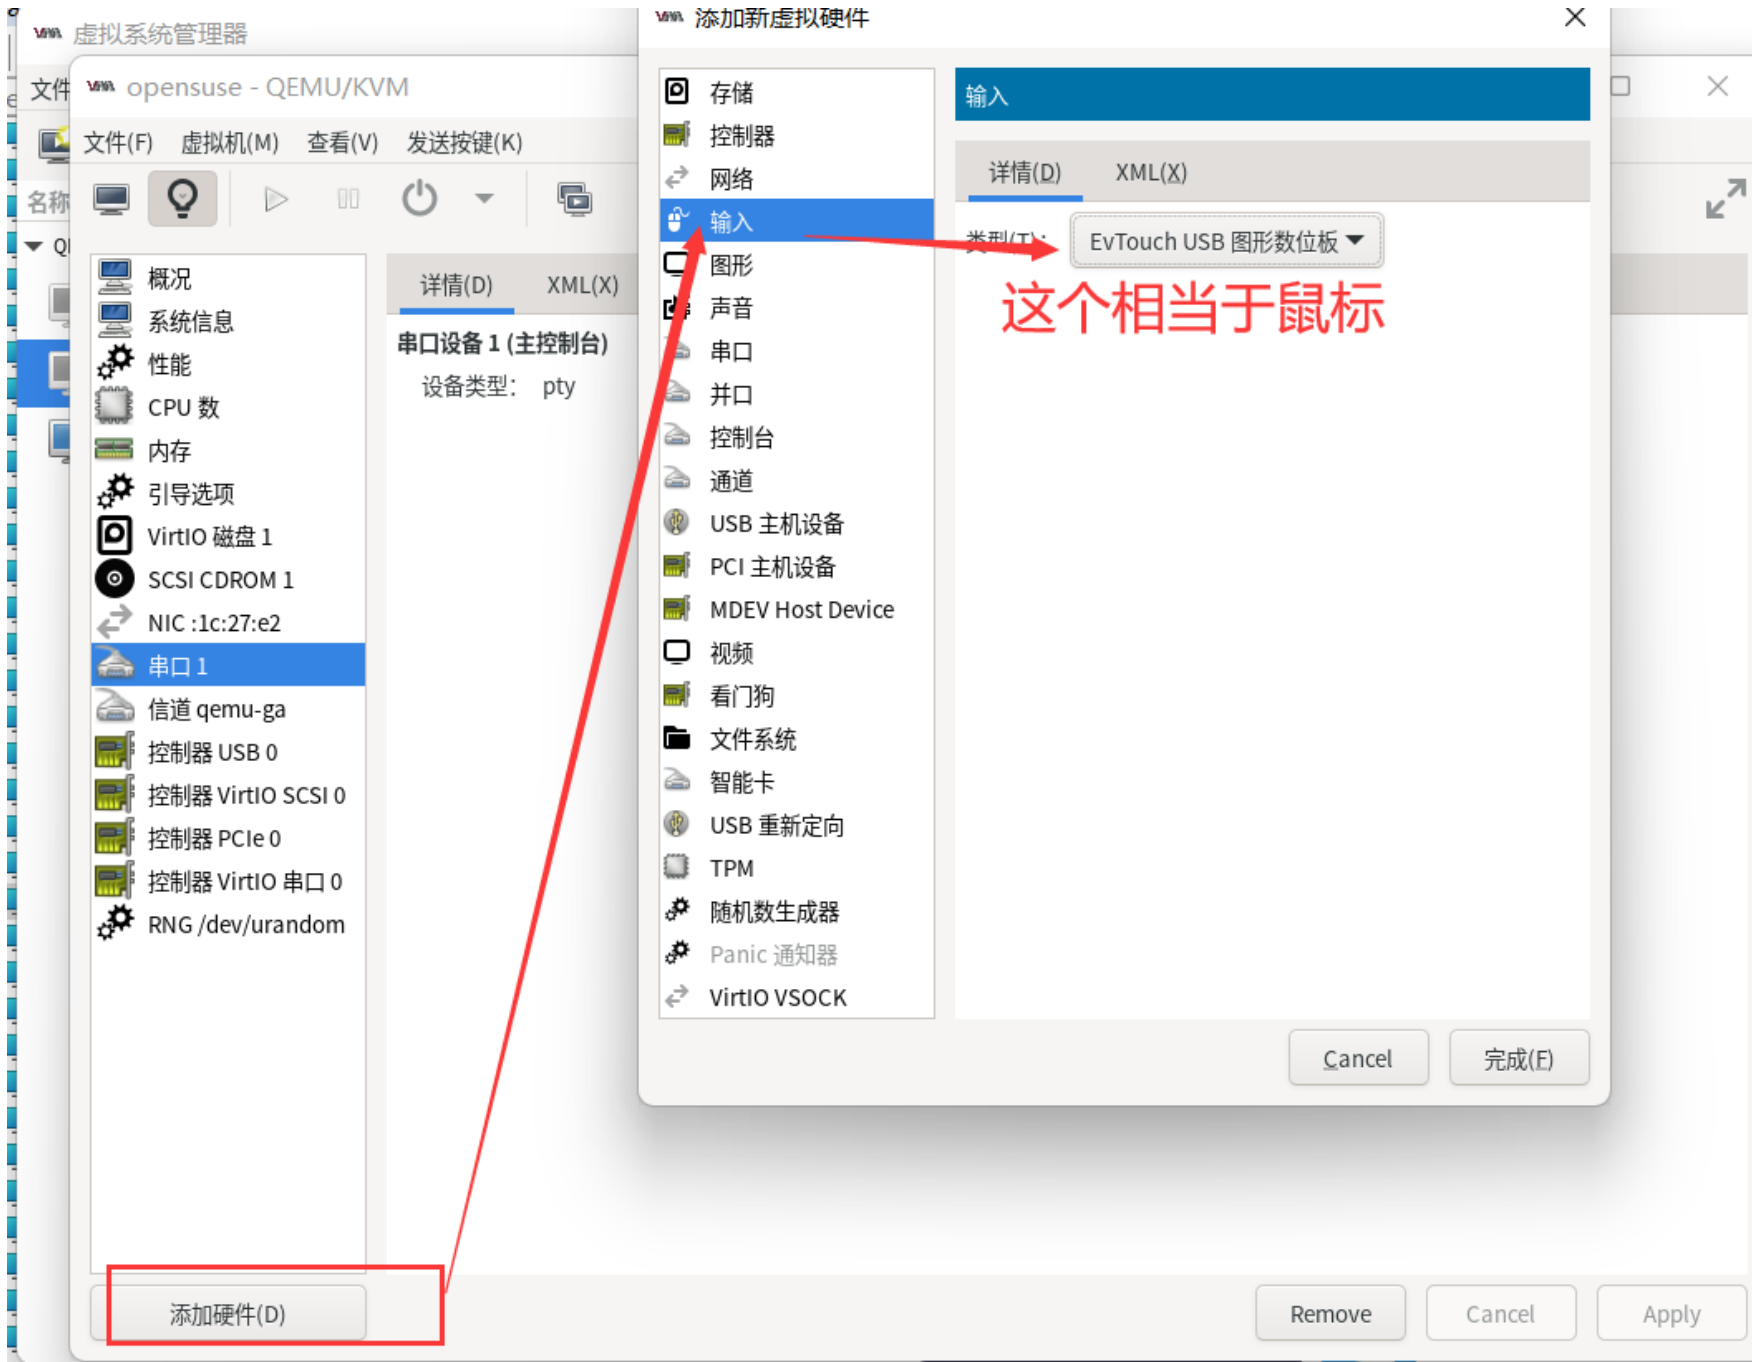 虚拟系统管理器
文件
名称
opensuse - QEMU/KVM
文件(F) 虚拟机(M) 查看(V) 发送按键(K)
概况
系统信息
性能
CPU 数
内存
引导选项
VirtIO 磁盘 1
SCSI CDROM 1
NIC :1c:27:e2
串口 1
信道 qemu-ga
控制器 USB 0
控制器 VirtIO SCSI 0
控制器 PCIe 0
控制器 VirtIO 串口 0
RNG /dev/urandom
添加硬件(D)
详情(D) XML(X)
串口设备 1 (主控制台)
设备类型： pty
添加新虚拟硬件
存储
控制器
网络
输入
图形
声音
串口
并口
控制台
通道
USB 主机设备
PCI 主机设备
MDEV Host Device
视频
看门狗
文件系统
智能卡
USB 重新定向
TPM
随机数生成器
Panic 通知器
VirtIO VSOCK
输入
详情(D) XML(X)
类型(T)： EvTouch USB 图形数位板
这个相当于鼠标
Cancel 完成(F)
Remove Cancel Apply